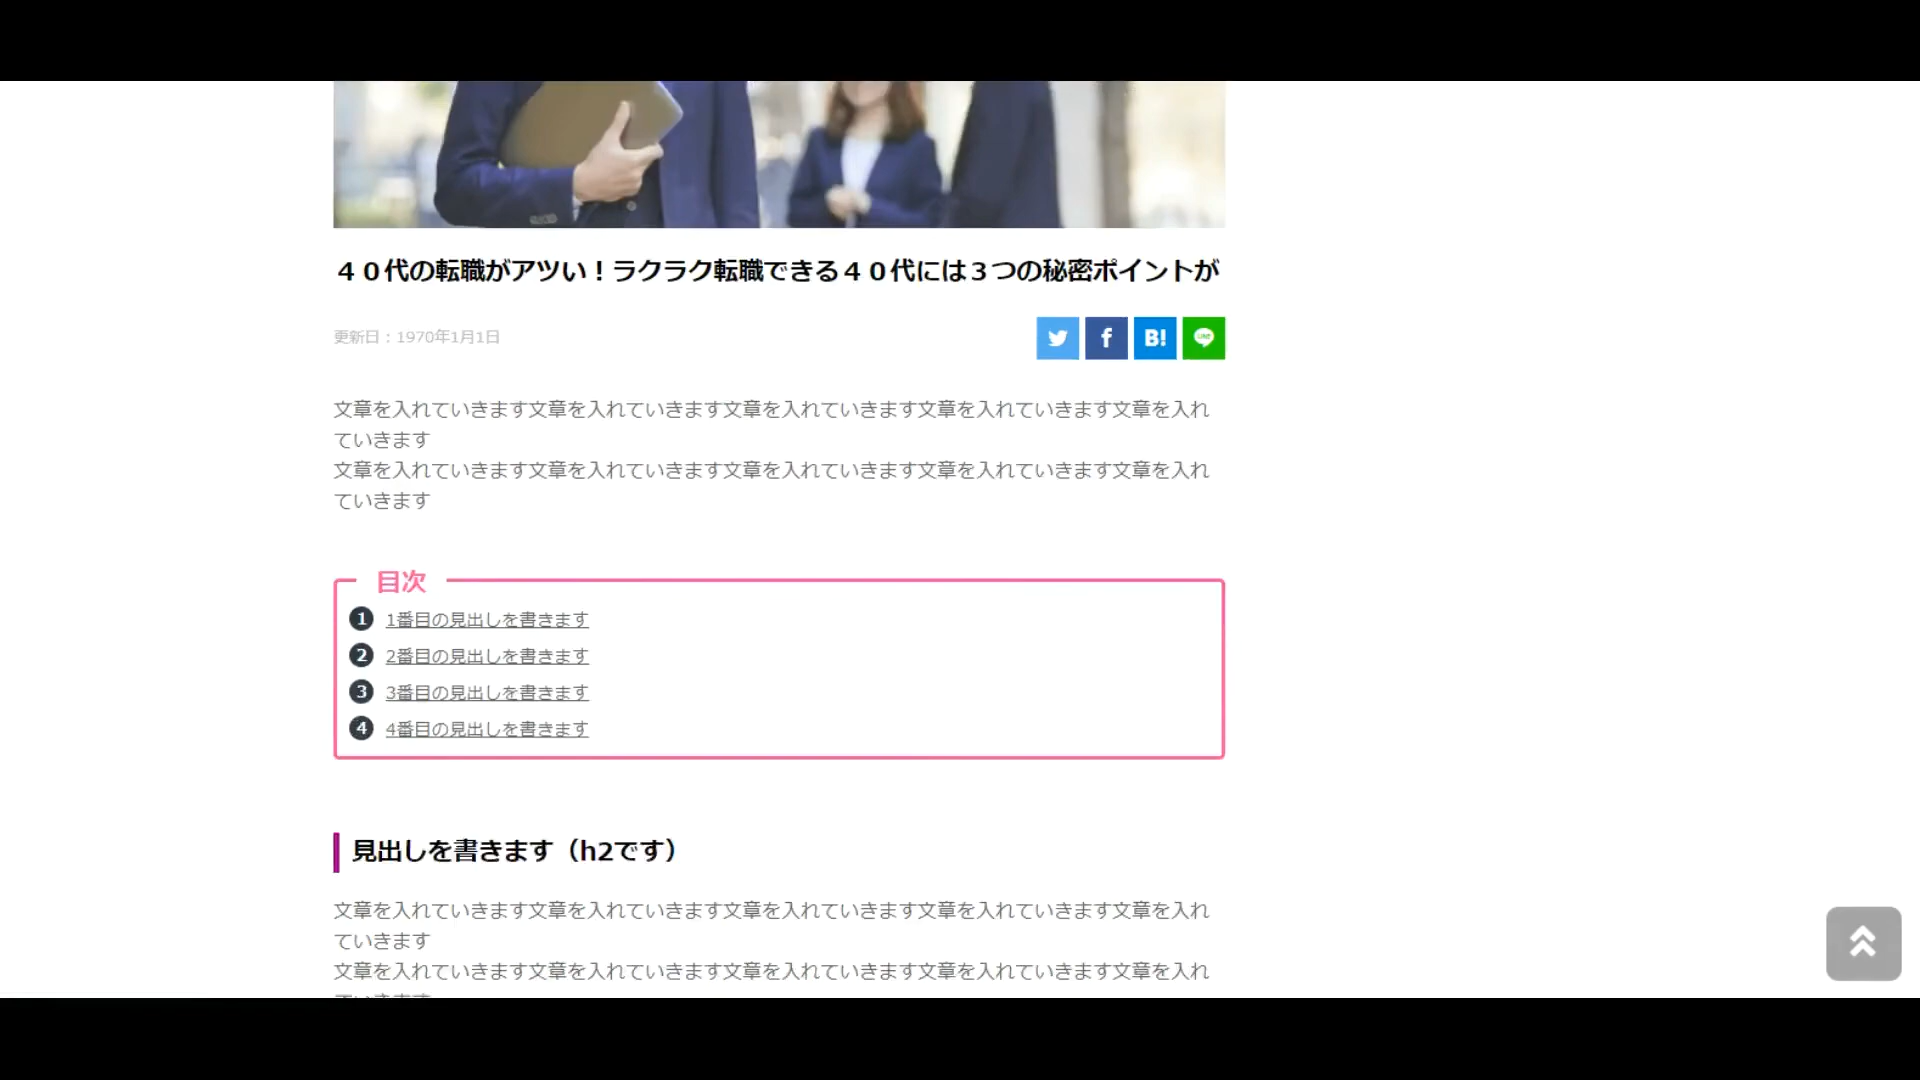 ４０代の転職がアツい！ラクラク転職できる４０代には３つの秘密ポイントが
更新日：1970年1月1日
B!
文章を入れていきます文章を入れていきます文章を入れていきます文章を入れていきます文章を入れ
ていきます
文章を入れていきます文章を入れていきます文章を入れていきます文章を入れていきます文章を入れ
ていきます
目次
1 1番目の見出しを書きます
2 2番目の見出しを書きます
3 3番目の見出しを書きます
4 4番目の見出しを書きます
見出しを書きます（h2です）
文章を入れていきます文章を入れていきます文章を入れていきます文章を入れていきます文章を入れ
ていきます
文章を入れていきます文章を入れていきます文章を入れていきます文章を入れていきます文章を入れ